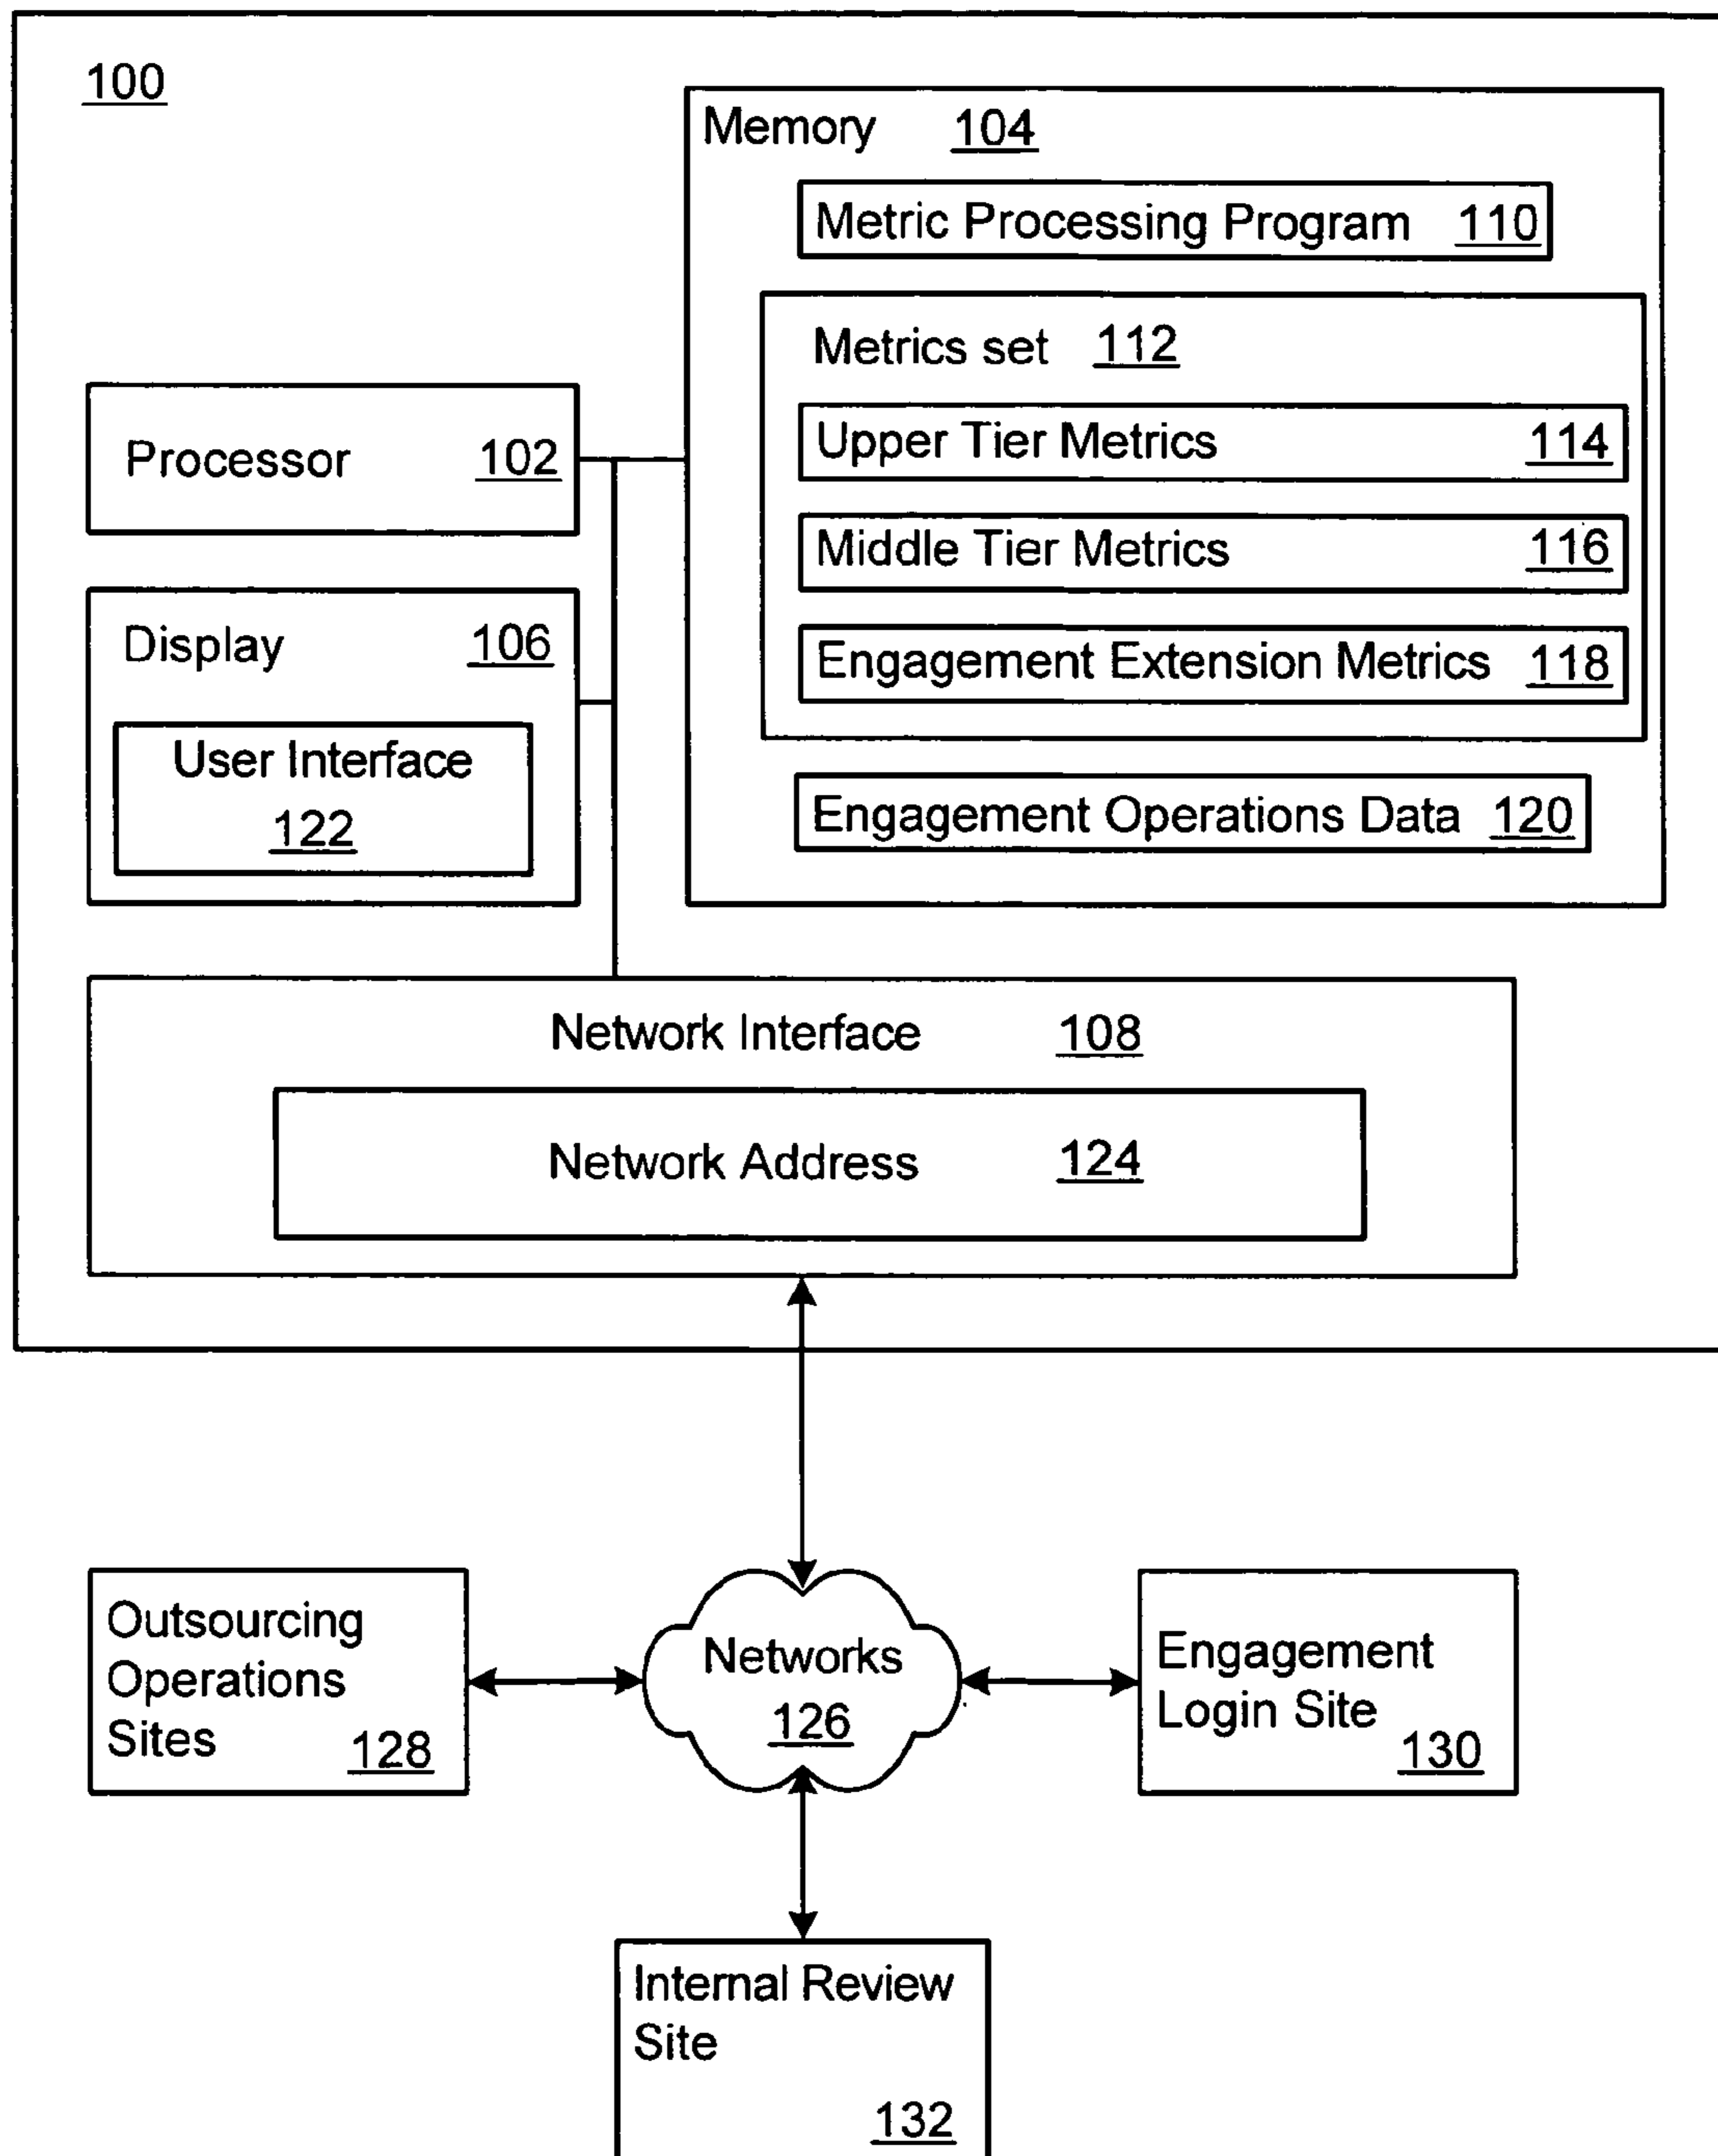 100
Memory 104
Metric Processing Program 110
Metrics set 112
Upper Tier Metrics 114
Middle Tier Metrics 116
Engagement Extension Metrics 118
Engagement Operations Data 120
Processor 102
Display 106
User Interface
122
Network Interface 108
Network Address 124
Outsourcing
Operations
Sites 128
Networks
126
Engagement
Login Site
130
Internal Review
Site
132